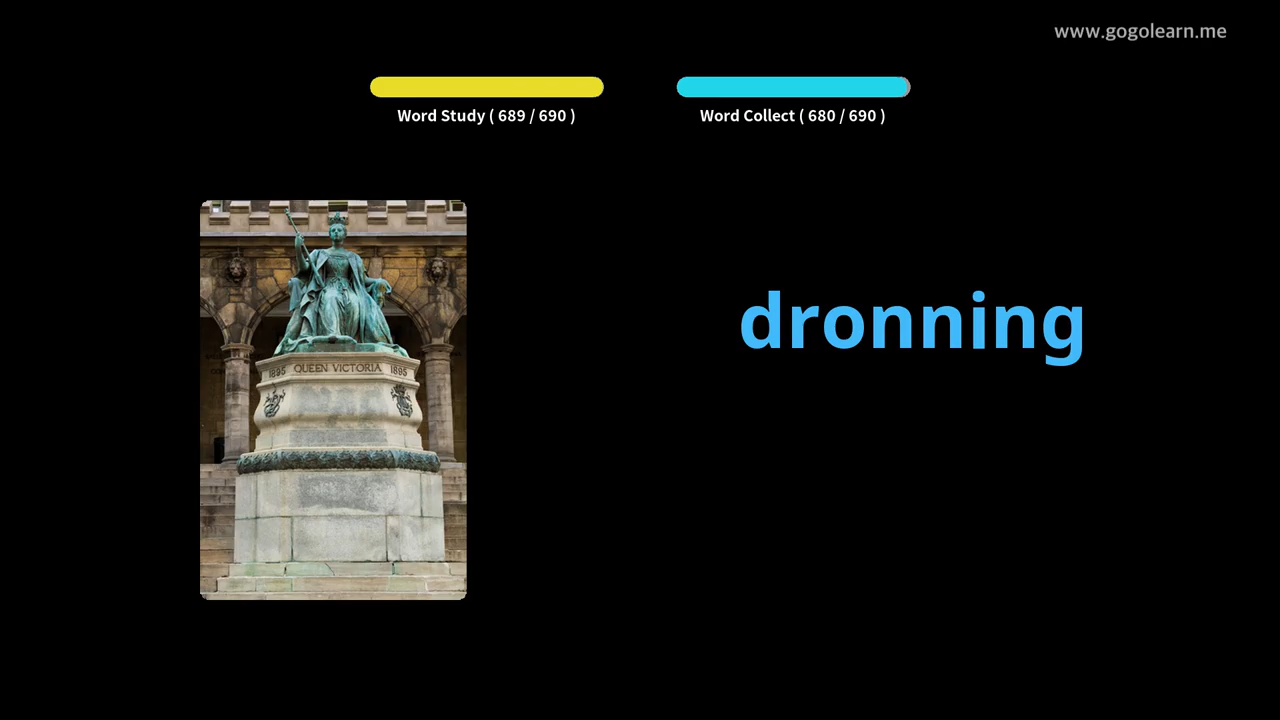 www.gogolearn.me
Word Study ( 689 / 690 )
Word Collect ( 680 / 690 )
dronning
1895 QUEEN VICTORIA 1895